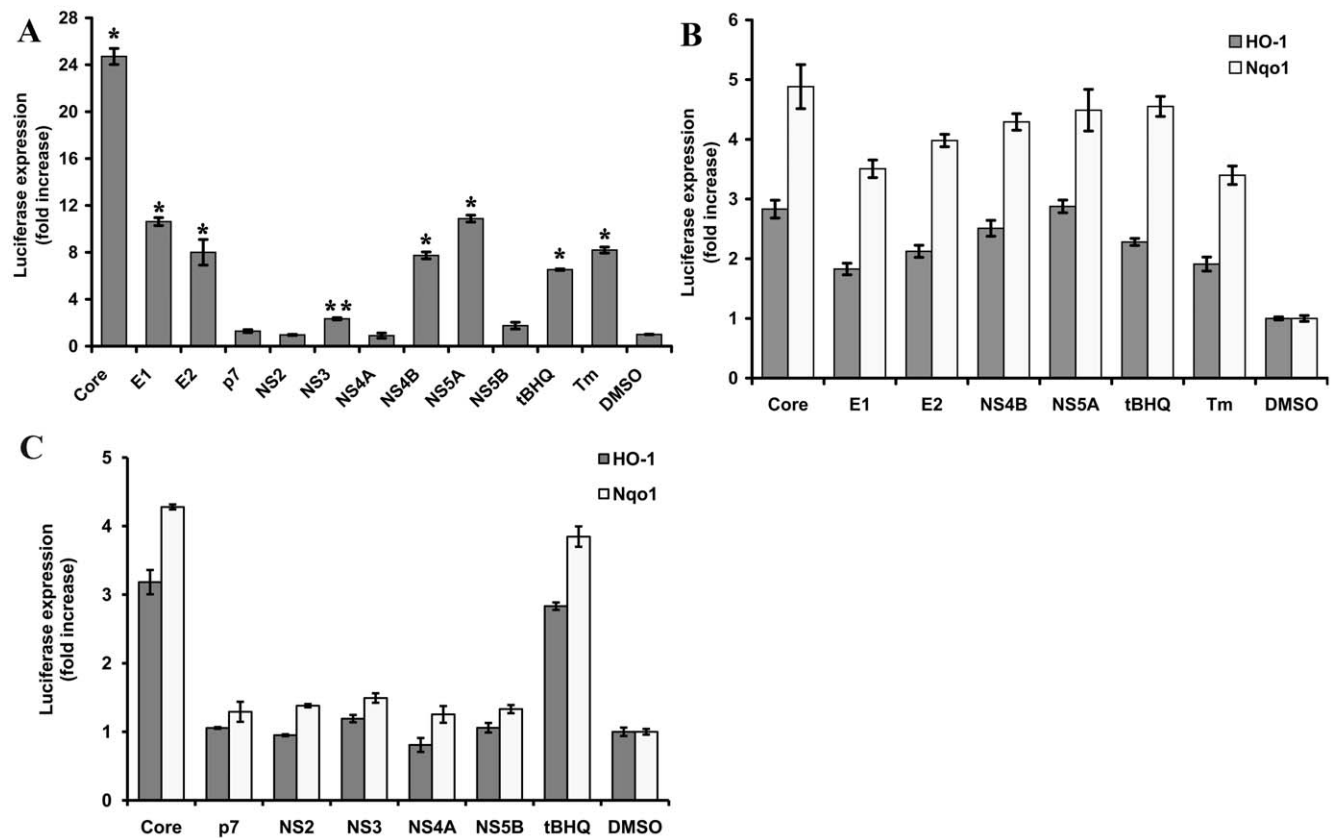 A
Luciferase expression
(fold increase)
28
24
20
16
12
8
4
0
*
*
*
**
*
*
*
*
Core E1 E2 p7 NS2 NS3 NS4A NS4B NS5A NS5B tBHQ Tm DMSO
B
HO-1
Nqo1
Luciferase expression
(fold increase)
6
5
4
3
2
1
0
Core E1 E2 NS4B NS5A tBHQ Tm DMSO
C
HO-1
Nqo1
Luciferase expression
(fold increase)
5
4
3
2
1
0
Core p7 NS2 NS3 NS4A NS5B tBHQ DMSO